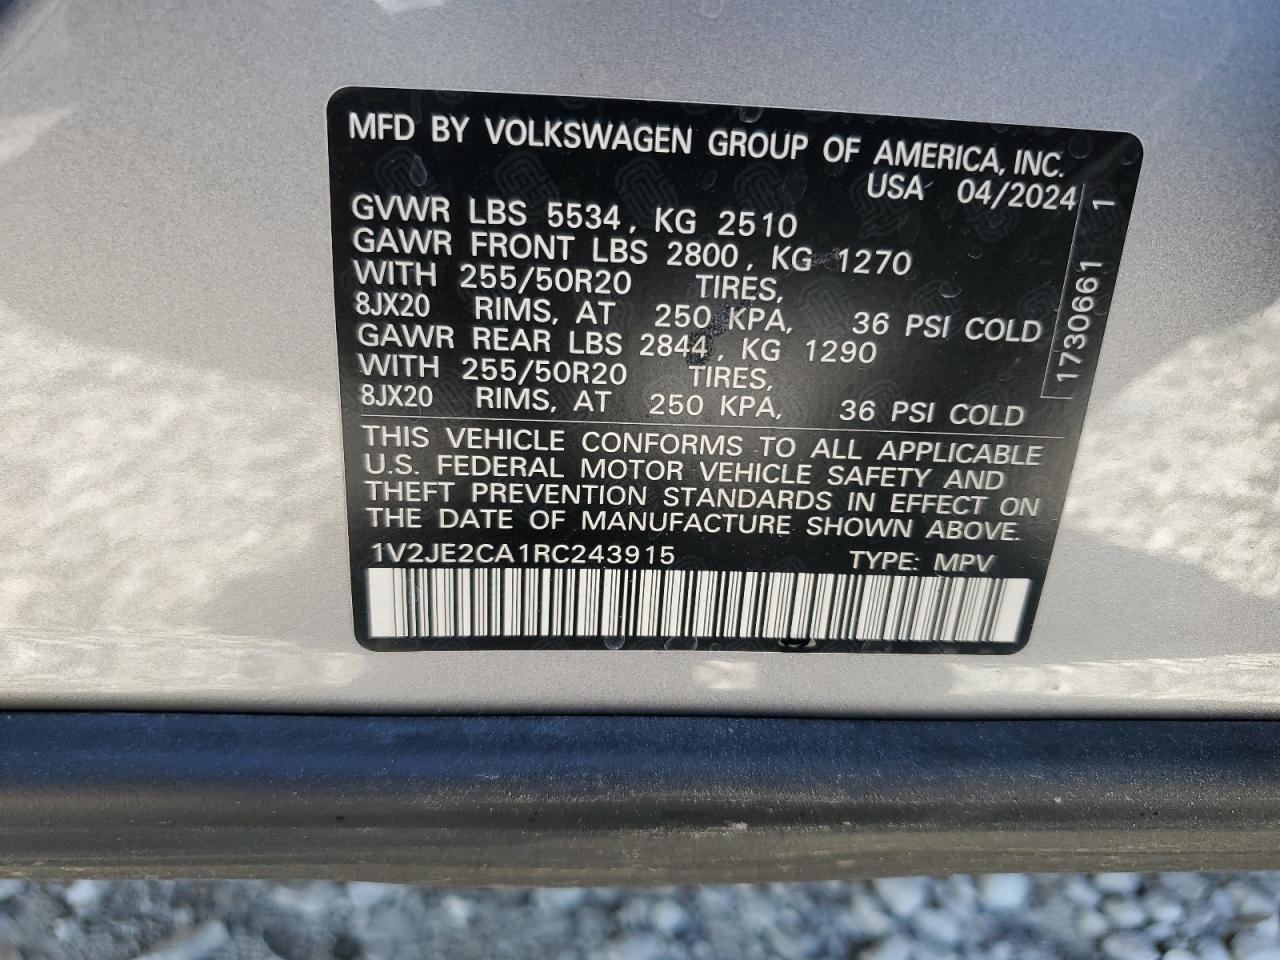 MFD BY VOLKSWAGEN GROUP OF AMERICA, INC.
USA 04/2024
GVWR LBS 5534, KG 2510
GAWR FRONT LBS 2800, KG 1270
WITH 255/50R20 TIRES,
8JX20 RIMS, AT 250 KPA, 36 PSI COLD
GAWR REAR LBS 2844, KG 1290
WITH 255/50R20 TIRES,
8JX20 RIMS, AT 250 KPA, 36 PSI COLD
1730661 1
THIS VEHICLE CONFORMS TO ALL APPLICABLE
U.S. FEDERAL MOTOR VEHICLE SAFETY AND
THEFT PREVENTION STANDARDS IN EFFECT ON
THE DATE OF MANUFACTURE SHOWN ABOVE.
1V2JE2CA1RC243915 TYPE: MPV